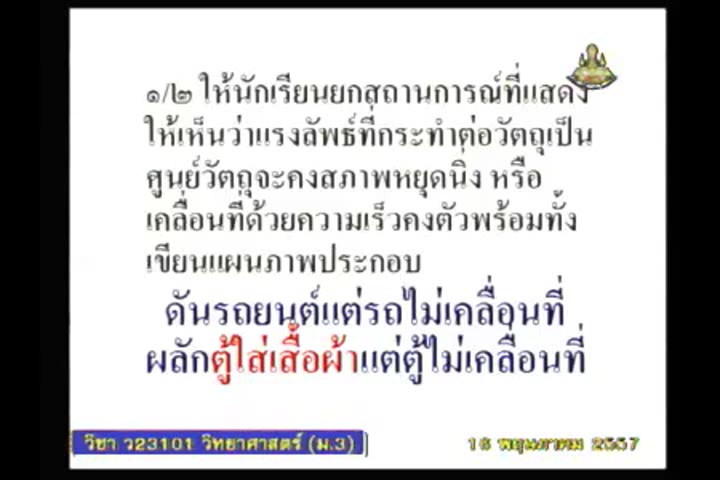 ๑/๒ ให้นักเรียนยกสถานการณ์ที่แสดง
ให้เห็นว่าแรงลัพธ์ที่กระทำต่อวัตถุเป็น
ศูนย์วัตถุจะคงสภาพหยุดนิ่ง หรือ
เคลื่อนที่ด้วยความเร็วคงตัวพร้อมทั้ง
เขียนแผนภาพประกอบ
ดันรถยนต์แต่รถไม่เคลื่อนที่
ผลักตู้ใส่เสื้อผ้าแต่ตู้ไม่เคลื่อนที่
วิชา ว23101 วิทยาศาสตร์ (ม.3)
16 พฤษภาคม 2557